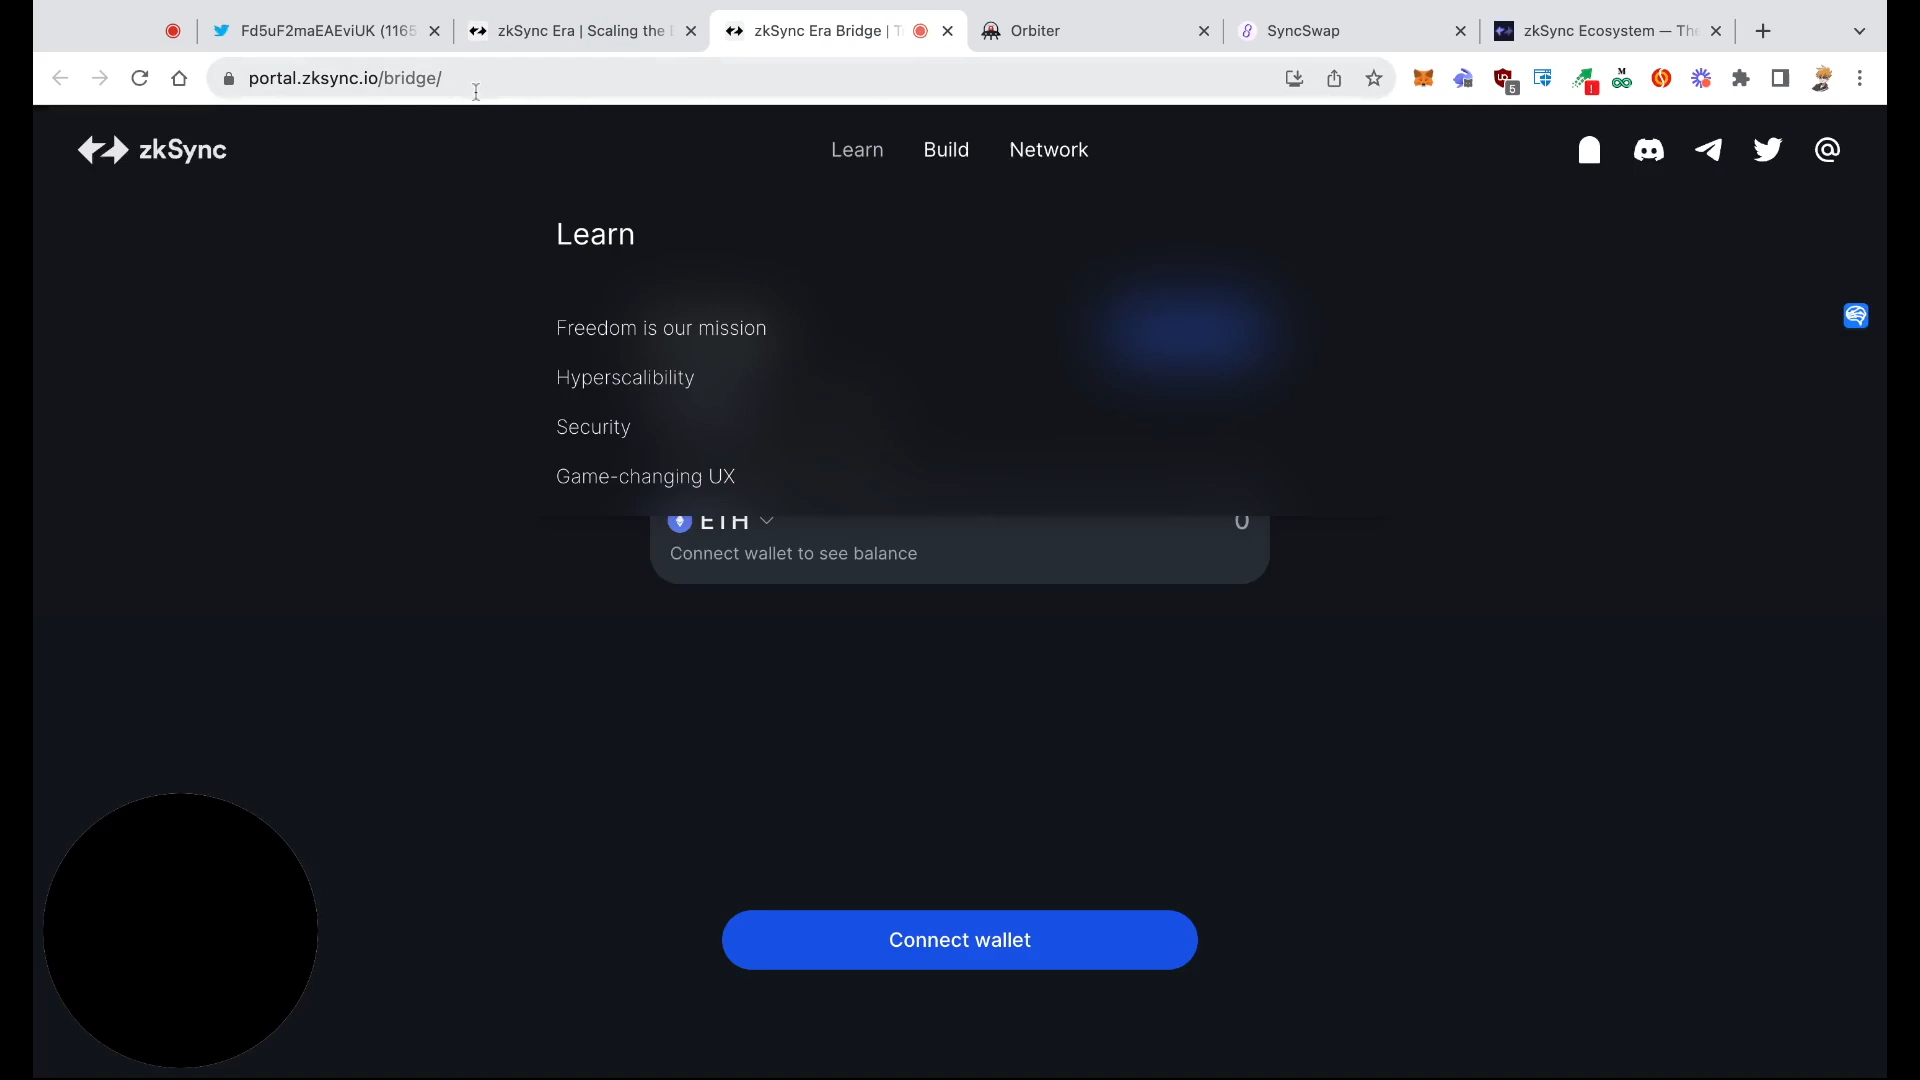 Fd5uF2maEAEviUK (1165
zkSync Era | Scaling the
zkSync Era Bridge |
Orbiter
SyncSwap
zkSync Ecosystem — The
portal.zksync.io/bridge/
5
!
M
zkSync
Learn
Build
Network
Learn
Freedom is our mission
Hyperscalibility
Security
Game-changing UX
ETH
0
Connect wallet to see balance
Connect wallet